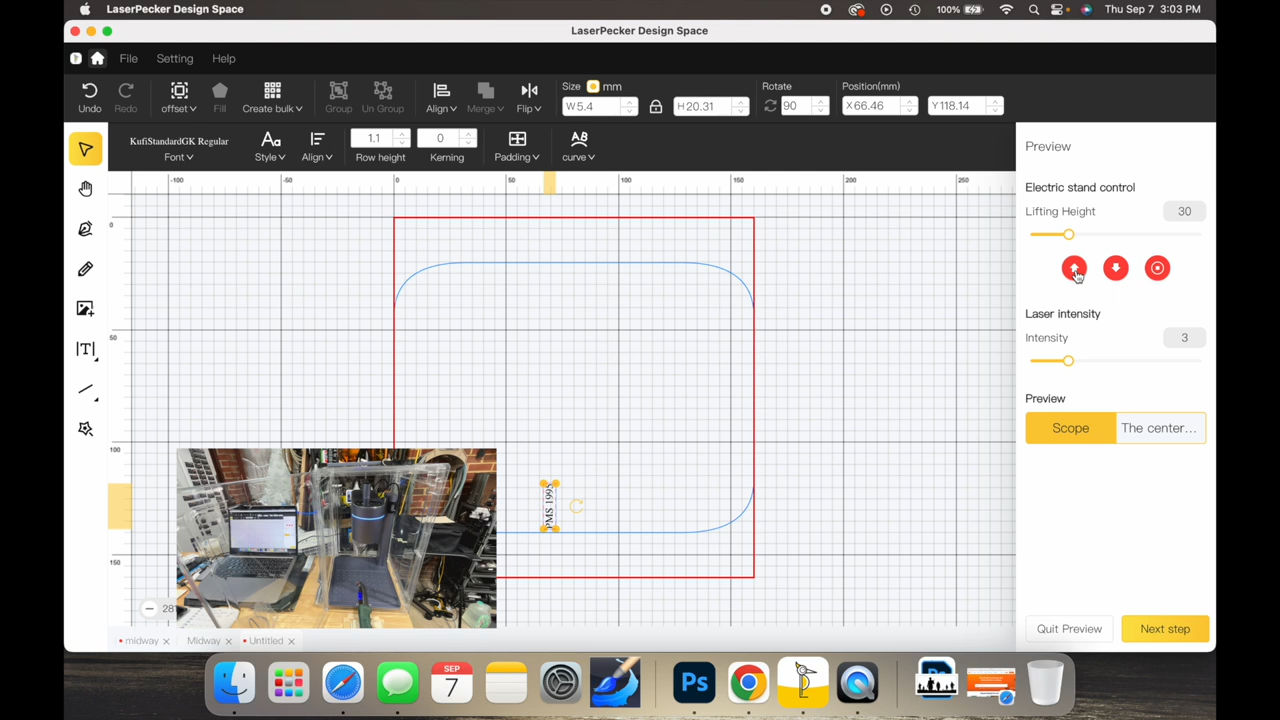 LaserPecker Design Space
100%
Thu Sep 7 3:03 PM
LaserPecker Design Space
File Setting Help
Undo Redo offset Fill Create bulk Group Un Group Align Merge Flip
Size mm
W 5.4
H 20.31
Rotate
90
Position(mm)
X 66.46
Y 118.14
KufiStandardGK Regular
Font
Aa
Style
Align
1.1
Row height
0
Kerning
Padding
AB
curve
-100 -50 0 50 100 150 200 250
0
50
100
150
T
PMS 1995
28
midway Midway Untitled
Preview
Electric stand control
Lifting Height 30
Laser intensity
Intensity 3
Preview
Scope The center...
Quit Preview Next step
SEP
7
Ps